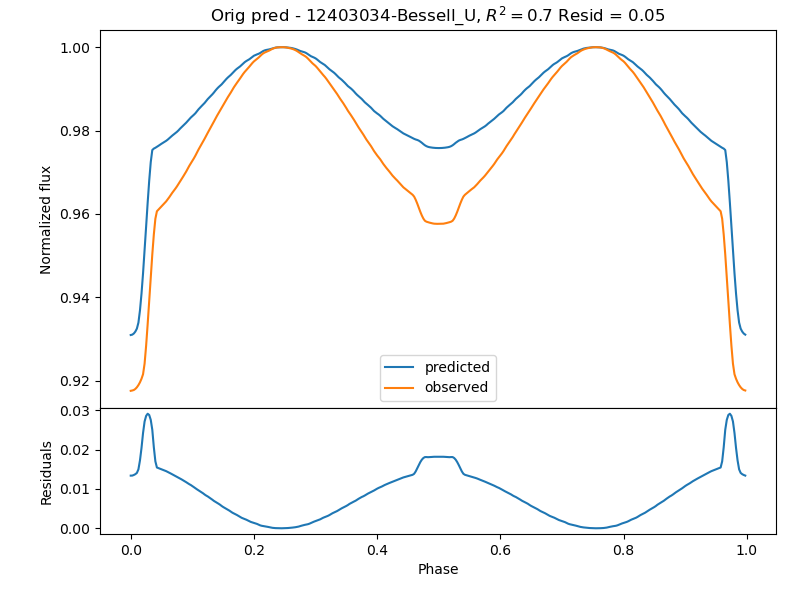 Orig pred - 12403034-Bessell_U, R² = 0.7 Resid = 0.05
1.00
0.98
0.96
0.94
0.92
Normalized flux
predicted
observed
0.03
0.02
0.01
0.00
Residuals
0.0 0.2 0.4 0.6 0.8 1.0
Phase